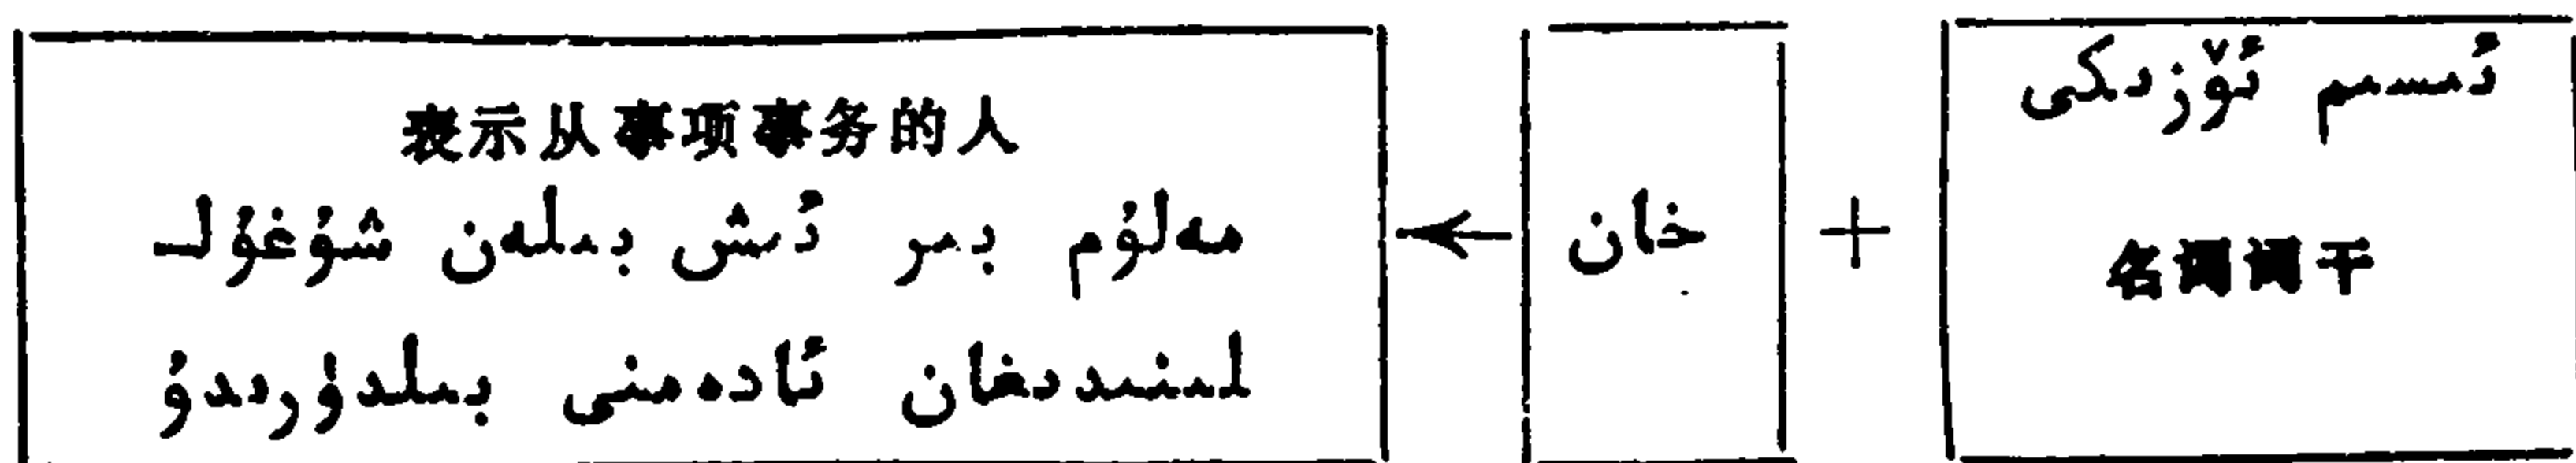 ئىسىم ئۆزىكى
名词词干
+
خان
←
表示从事项事务的人
مەلۇم بىر ئىش بىلەن شۇغۇلـ
لىنىدىغان ئادەمنى بىلدۈرىدۇ